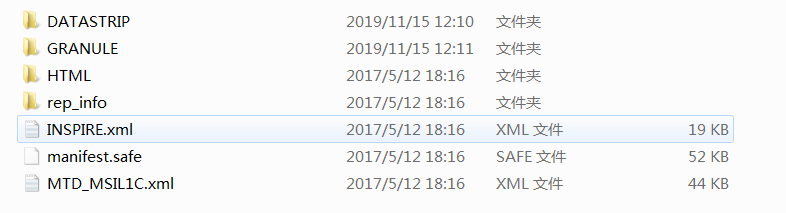 DATASTRIP 2019/11/15 12:10 文件夹
GRANULE 2019/11/15 12:11 文件夹
HTML 2017/5/12 18:16 文件夹
rep_info 2017/5/12 18:16 文件夹
INSPIRE.xml 2017/5/12 18:16 XML 文件 19 KB
manifest.safe 2017/5/12 18:16 SAFE 文件 52 KB
MTD_MSIL1C.xml 2017/5/12 18:16 XML 文件 44 KB